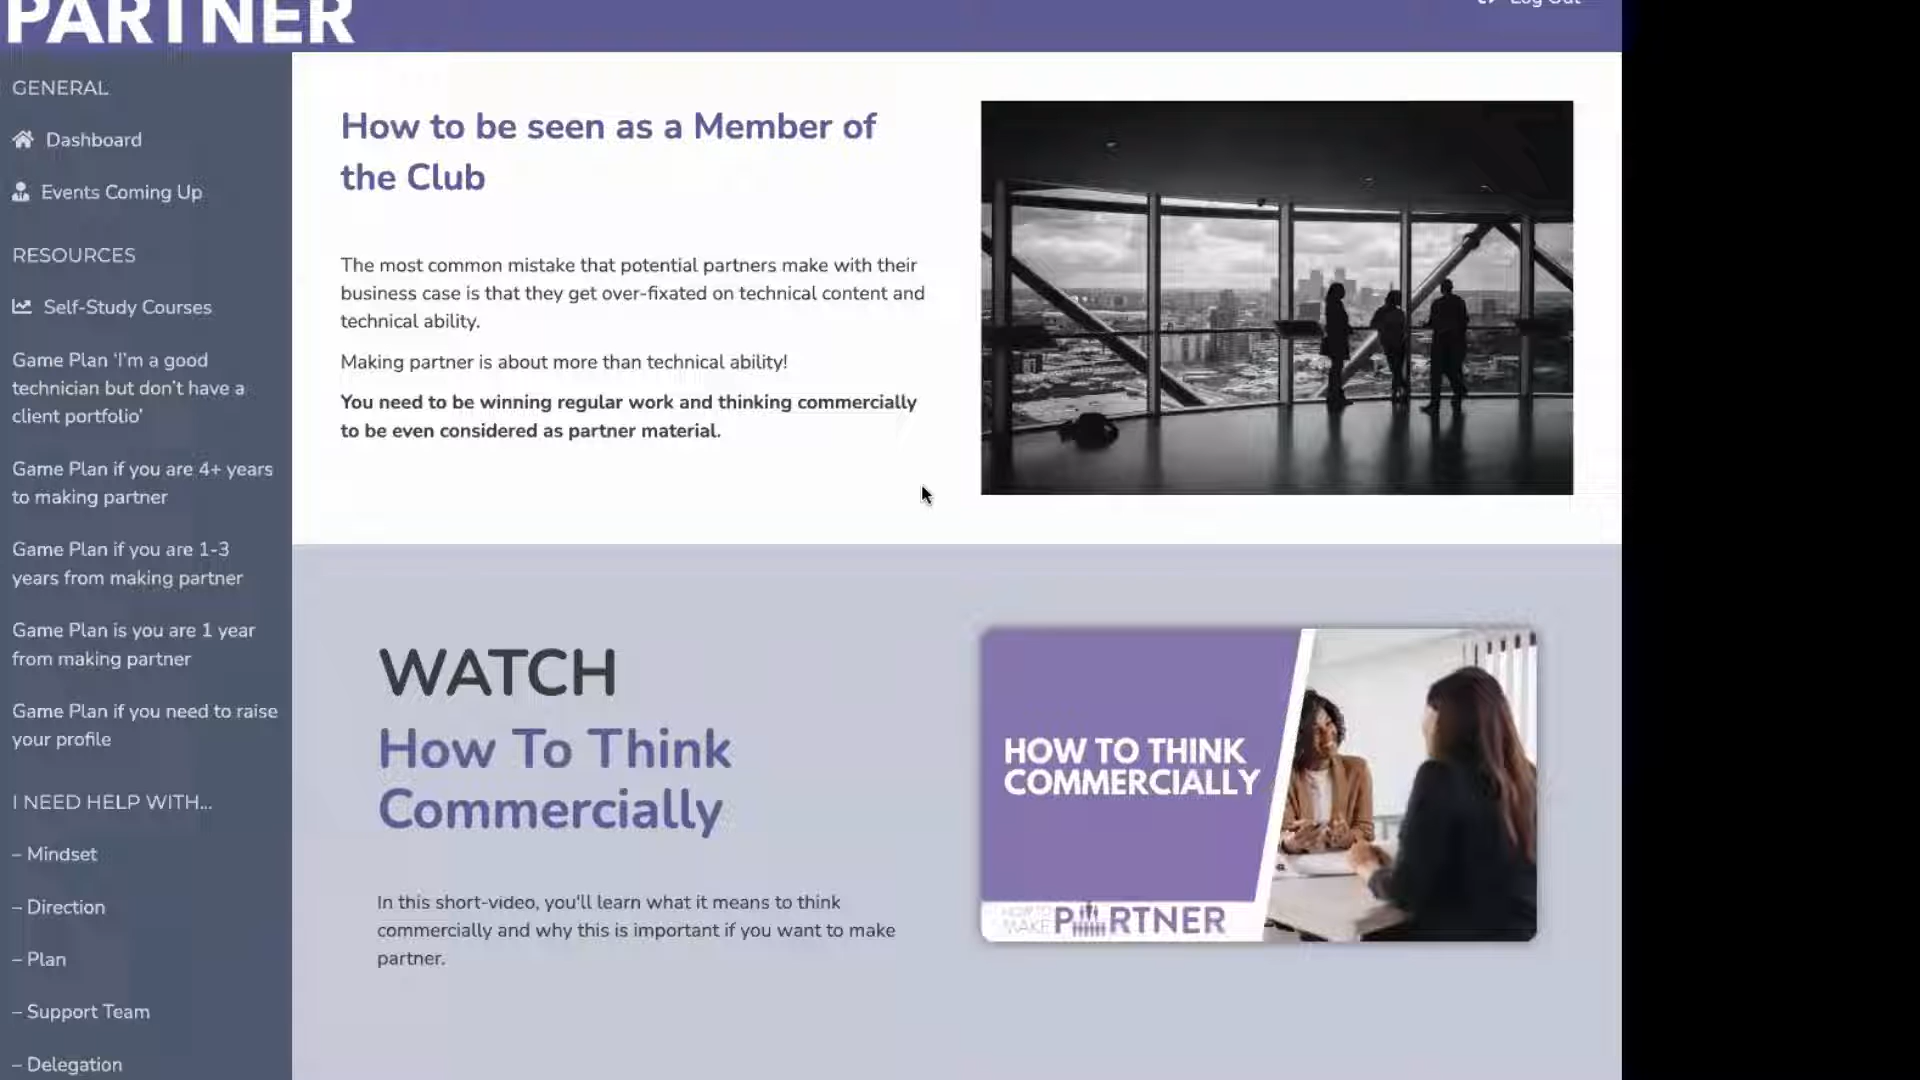 PARTNER
Log Out
GENERAL
Dashboard
Events Coming Up
RESOURCES
Self-Study Courses
Game Plan ‘I’m a good
technician but don’t have a
client portfolio’
Game Plan if you are 4+ years
to making partner
Game Plan if you are 1-3
years from making partner
Game Plan is you are 1 year
from making partner
Game Plan if you need to raise
your profile
I NEED HELP WITH...
– Mindset
– Direction
– Plan
– Support Team
– Delegation
How to be seen as a Member of
the Club
The most common mistake that potential partners make with their
business case is that they get over-fixated on technical content and
technical ability.
Making partner is about more than technical ability!
You need to be winning regular work and thinking commercially
to be even considered as partner material.
WATCH
How To Think
Commercially
In this short-video, you'll learn what it means to think
commercially and why this is important if you want to make
partner.
HOW TO THINK
COMMERCIALLY
HOW TO
MAKE PARTNER